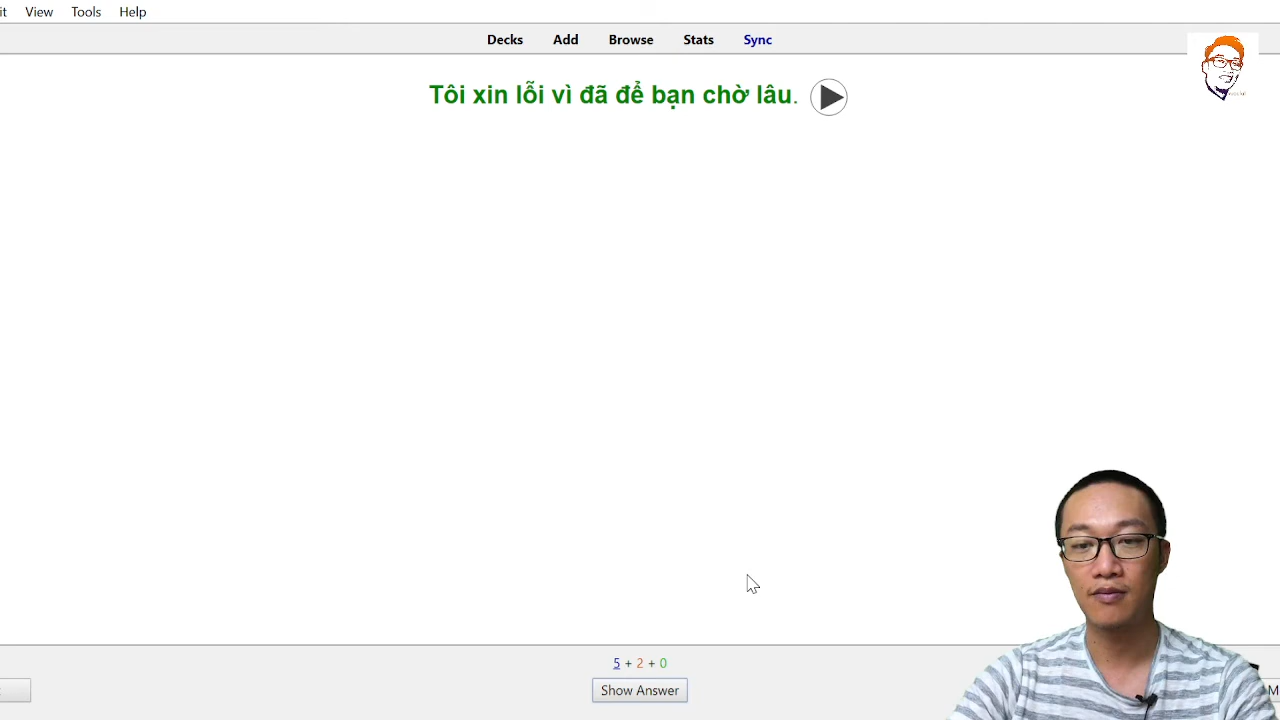 View Tools Help
Decks Add Browse Stats Sync
Tôi xin lỗi vì đã để bạn chờ lâu.
5 + 2 + 0
Show Answer